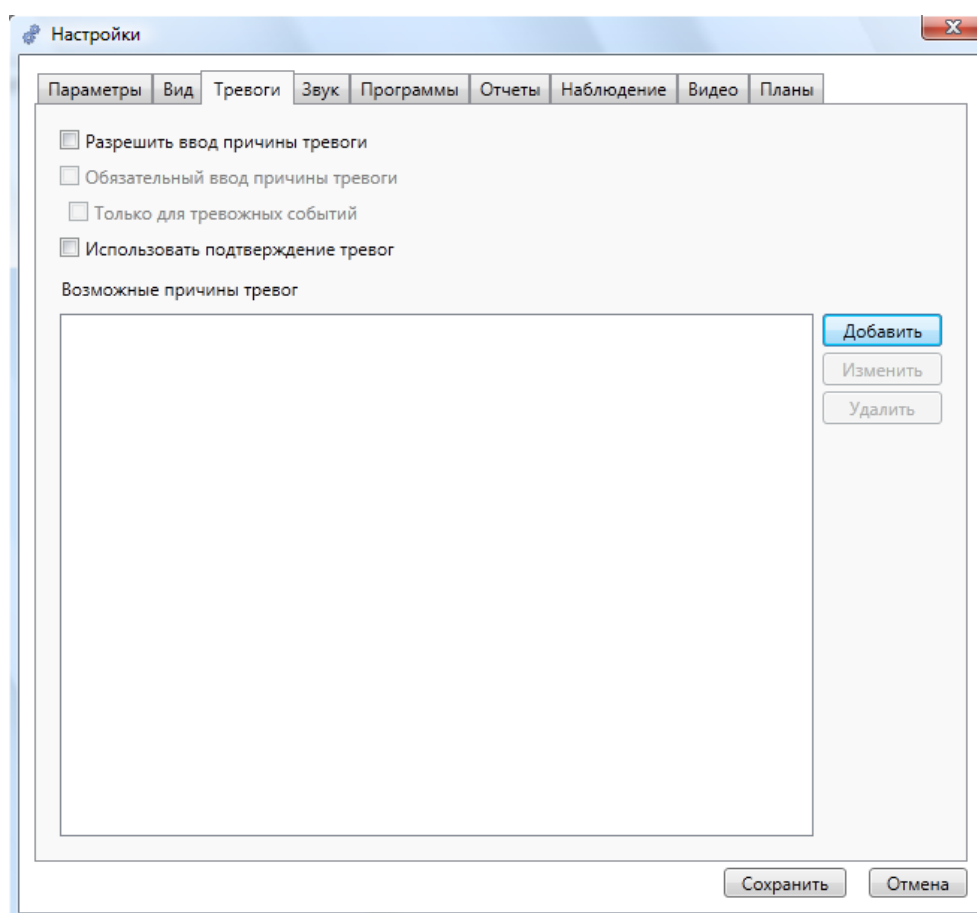 Настройки
Параметры Вид Тревоги Звук Программы Отчеты Наблюдение Видео Планы
Разрешить ввод причины тревоги
Обязательный ввод причины тревоги
Только для тревожных событий
Использовать подтверждение тревог
Возможные причины тревог
Добавить
Изменить
Удалить
Сохранить Отмена